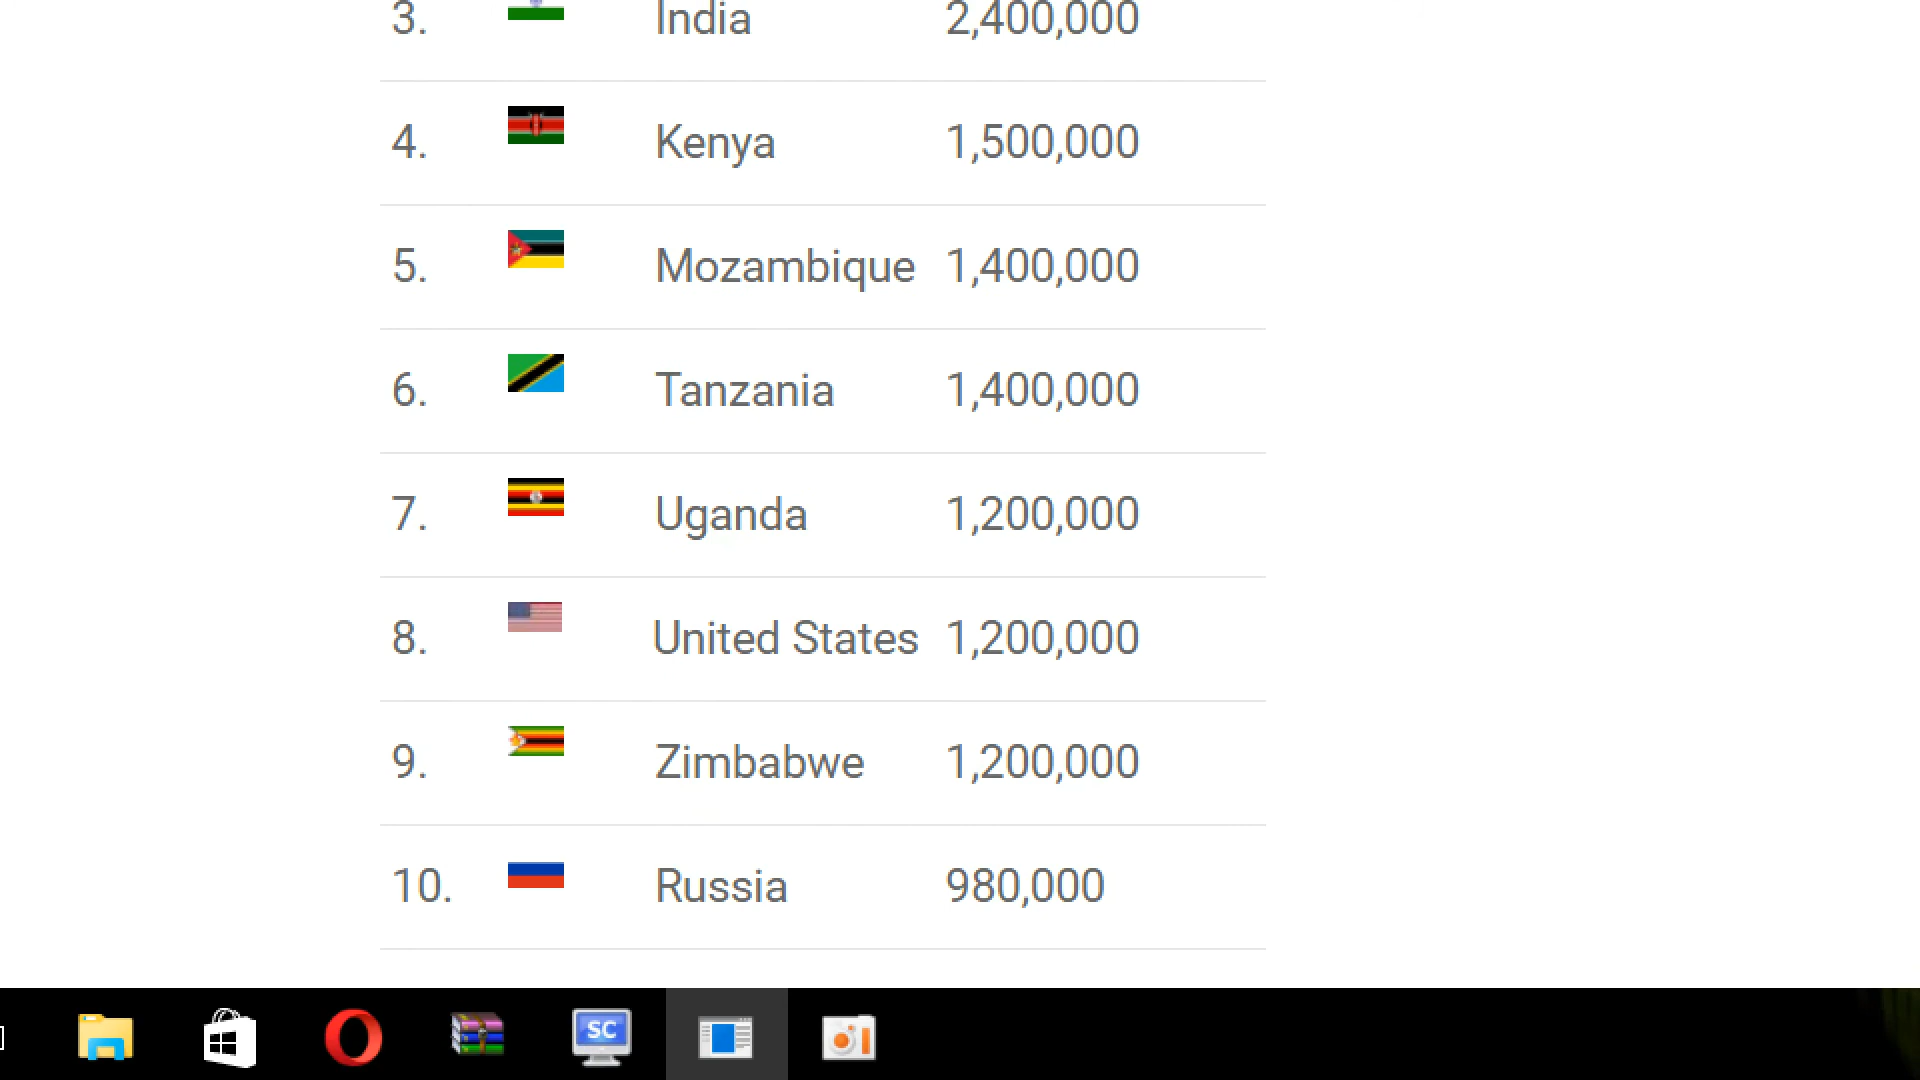 3. India 2,400,000
4. Kenya 1,500,000
5. Mozambique 1,400,000
6. Tanzania 1,400,000
7. Uganda 1,200,000
8. United States 1,200,000
9. Zimbabwe 1,200,000
10. Russia 980,000
SC